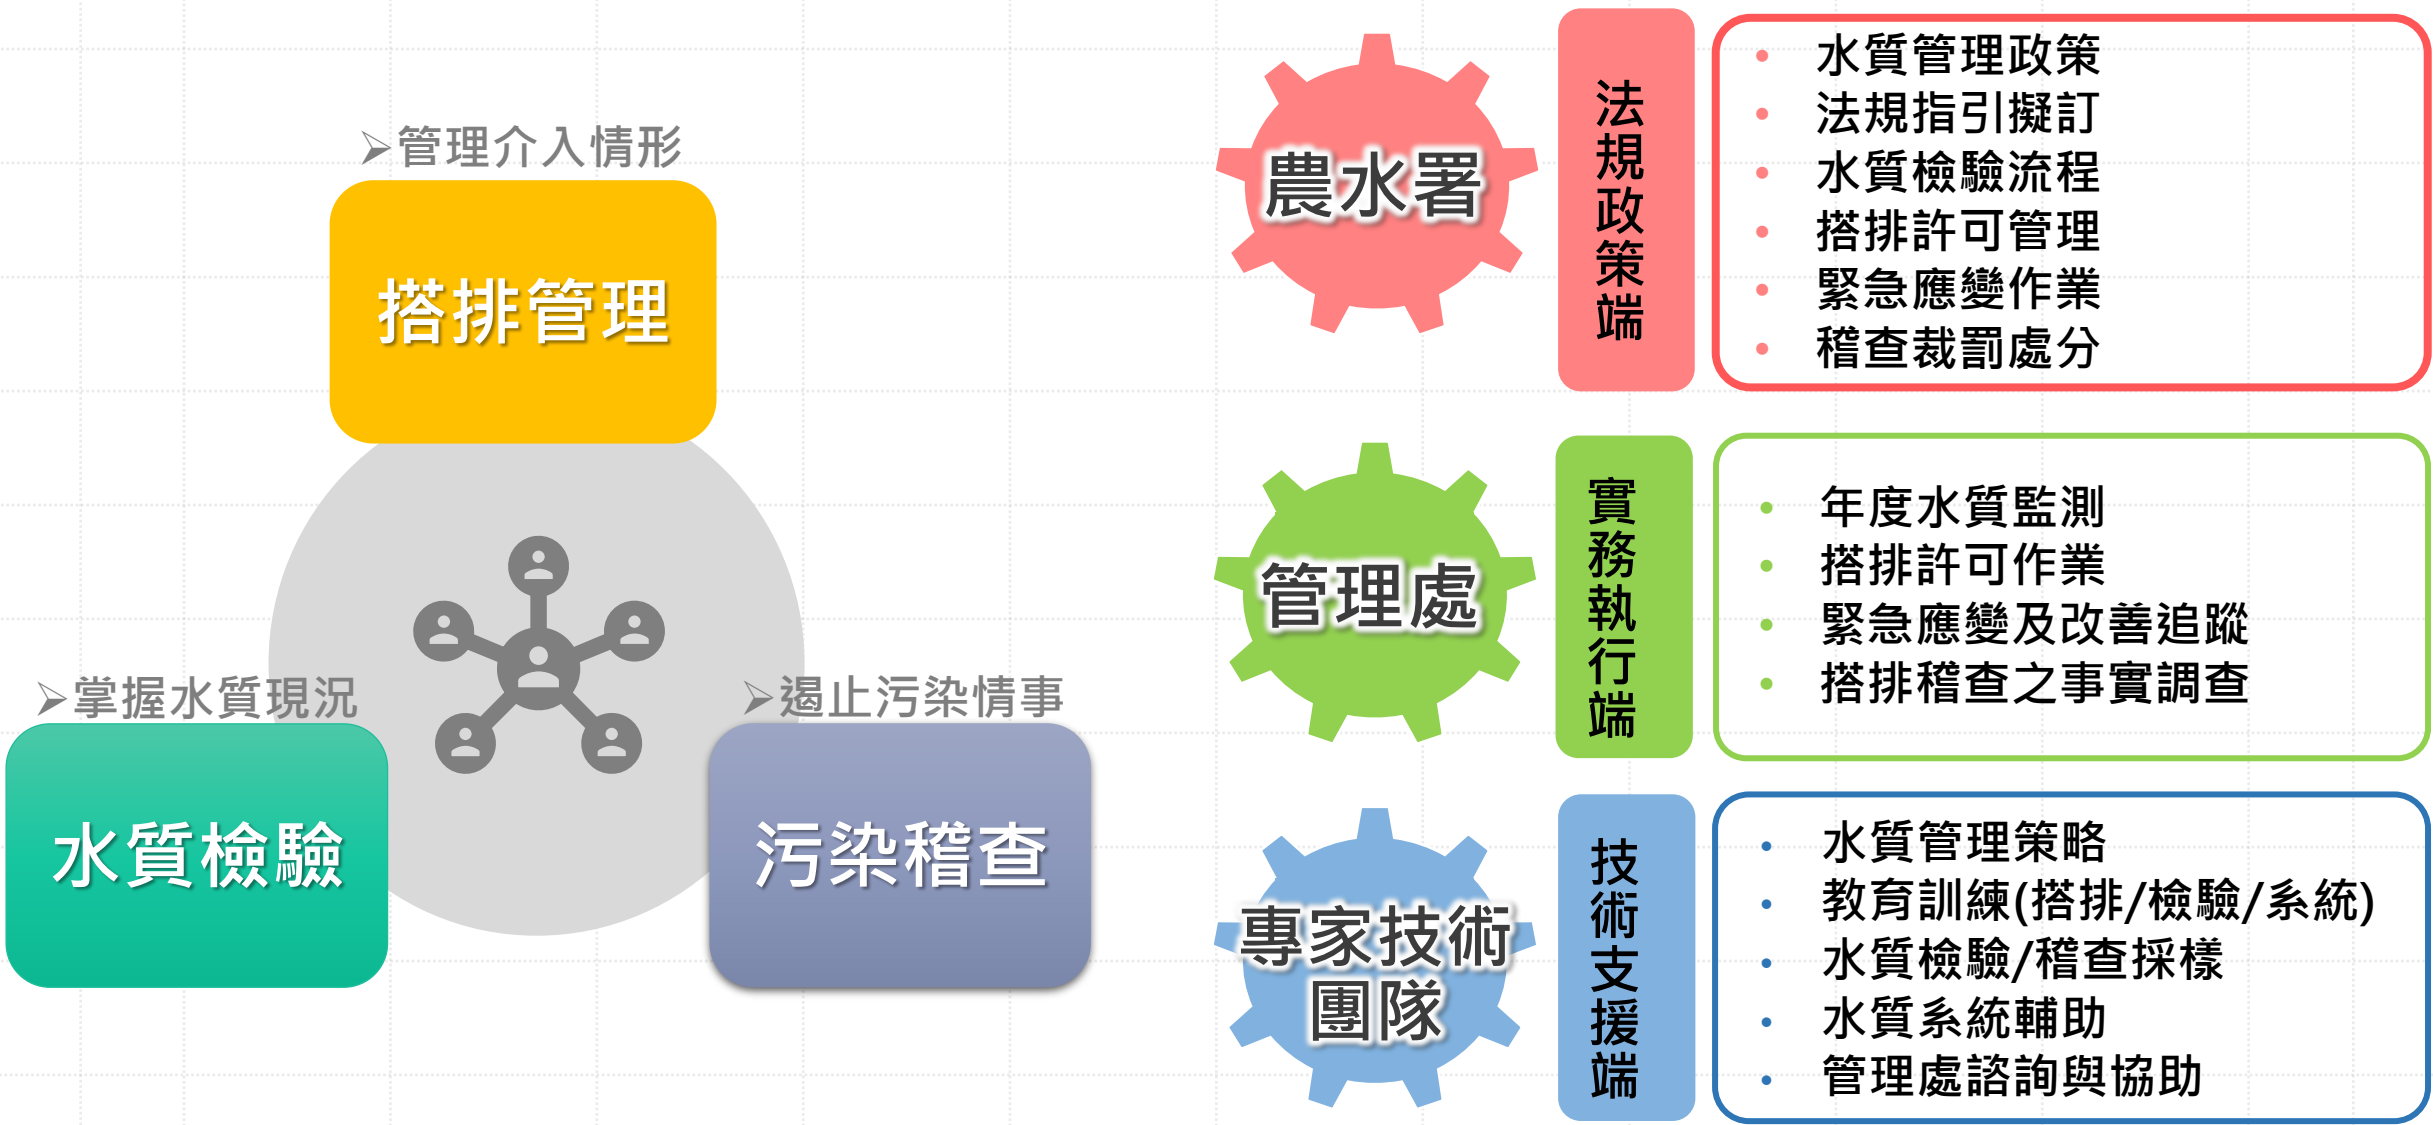 ➢管理介入情形
搭排管理
➢掌握水質現況
水質檢驗
➢遏止污染情事
污染稽查
農水署
法規政策端
• 水質管理政策
• 法規指引擬訂
• 水質檢驗流程
• 搭排許可管理
• 緊急應變作業
• 稽查裁罰處分
管理處
實務執行端
• 年度水質監測
• 搭排許可作業
• 緊急應變及改善追蹤
• 搭排稽查之事實調查
專家技術
團隊
技術支援端
• 水質管理策略
• 教育訓練(搭排/檢驗/系統)
• 水質檢驗/稽查採樣
• 水質系統輔助
• 管理處諮詢與協助